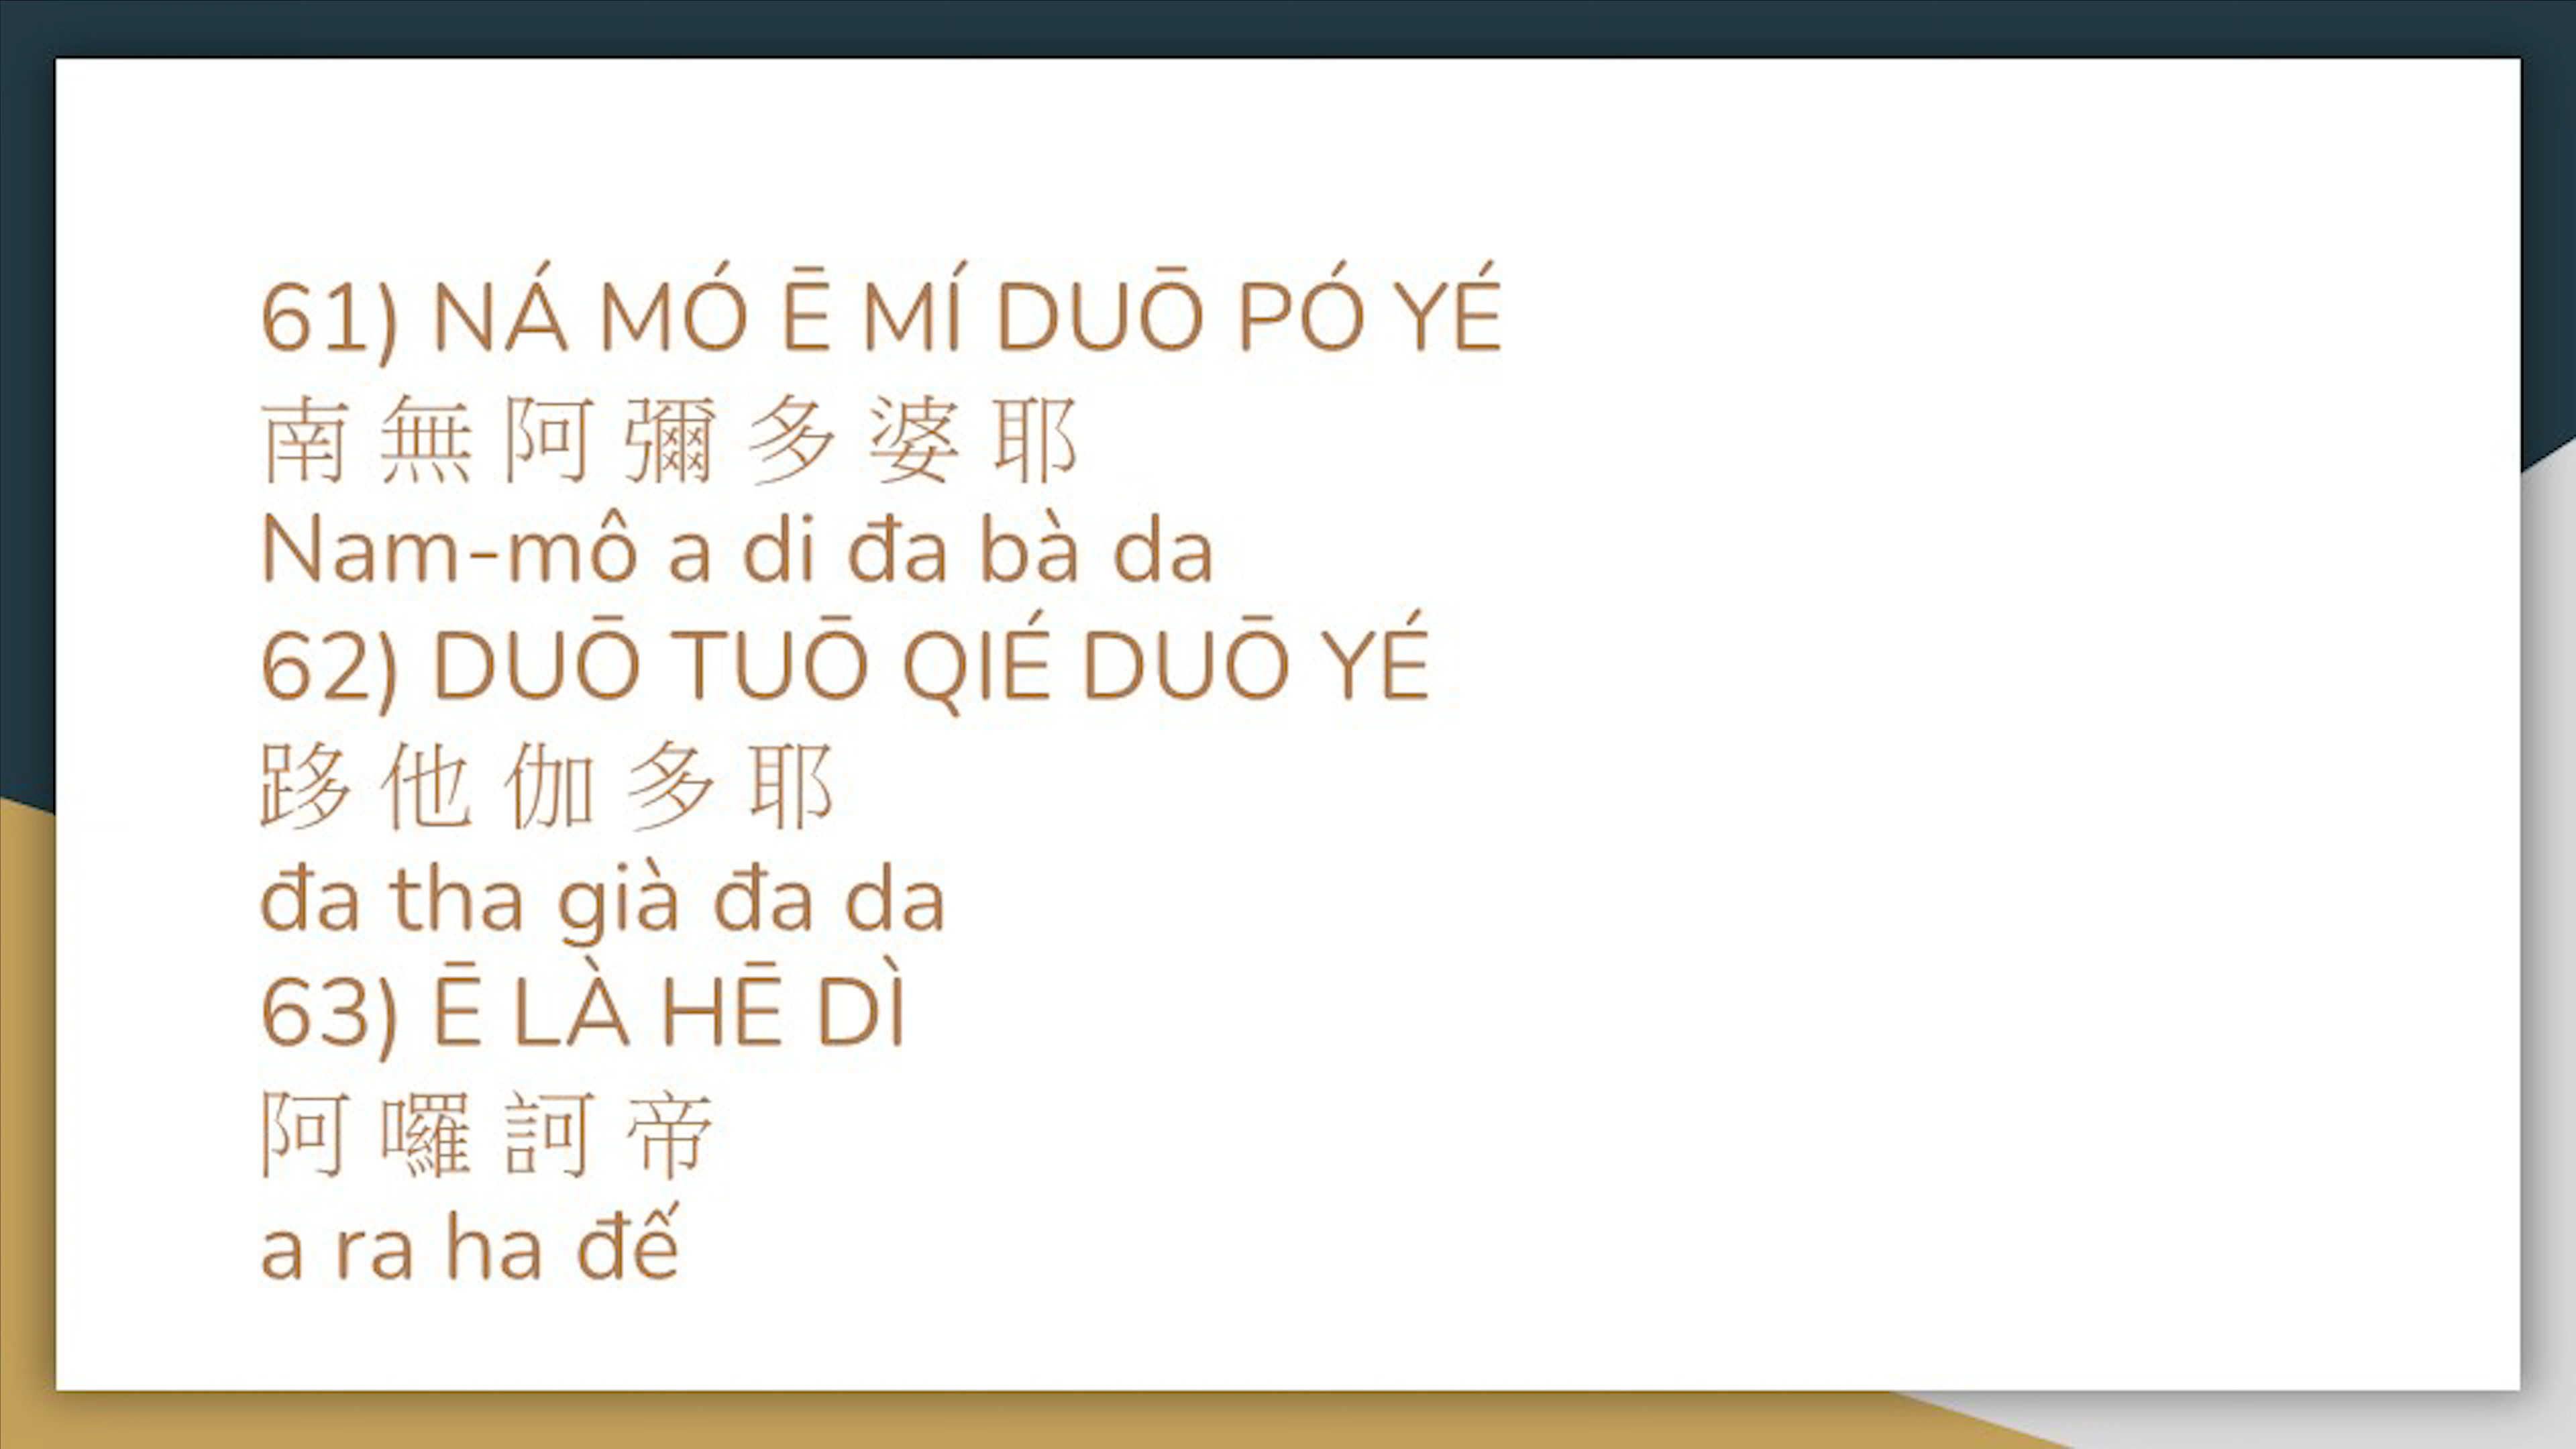 61) NÁ MÓ Ē MÍ DUŌ PÓ YÉ
南 無 阿 彌 多 婆 耶
Nam-mô a di đa bà da
62) DUŌ TUŌ QIÉ DUŌ YÉ
跢 他 伽 多 耶
đa tha già đa da
63) Ē LÀ HĒ DÌ
阿 囉 訶 帝
a ra ha đế